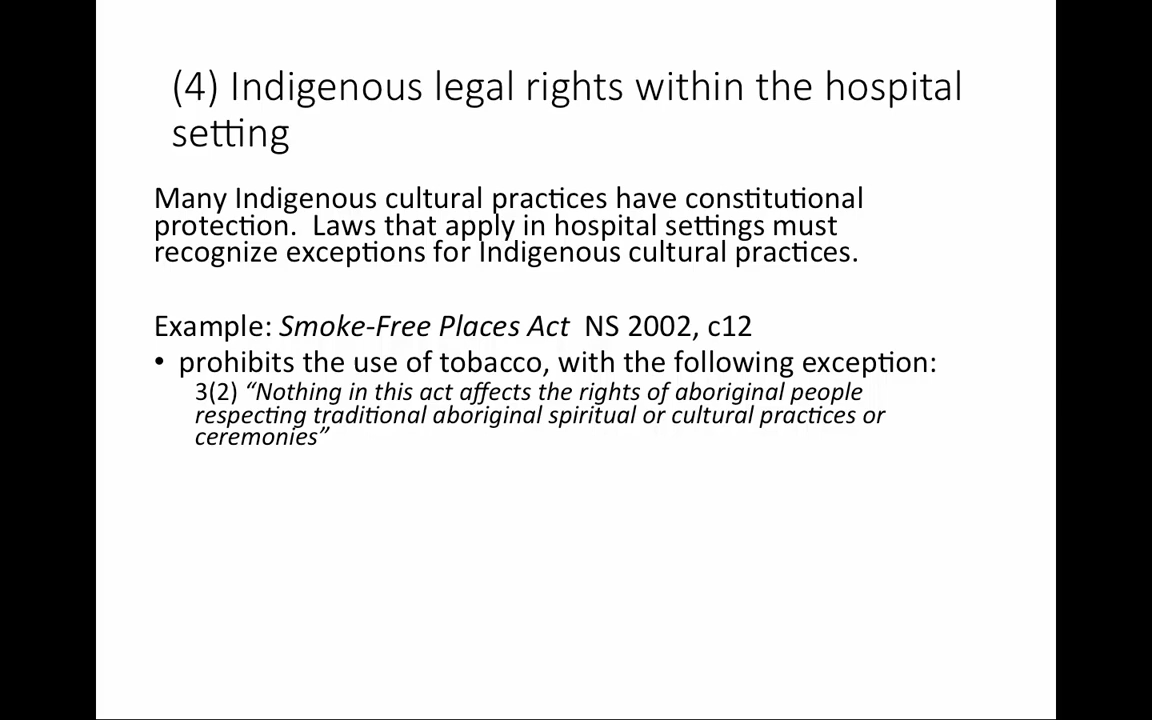 (4) Indigenous legal rights within the hospital
setting
Many Indigenous cultural practices have constitutional
protection.  Laws that apply in hospital settings must
recognize exceptions for Indigenous cultural practices.
Example: Smoke-Free Places Act  NS 2002, c12
• prohibits the use of tobacco, with the following exception:
3(2) “Nothing in this act affects the rights of aboriginal people
respecting traditional aboriginal spiritual or cultural practices or
ceremonies”